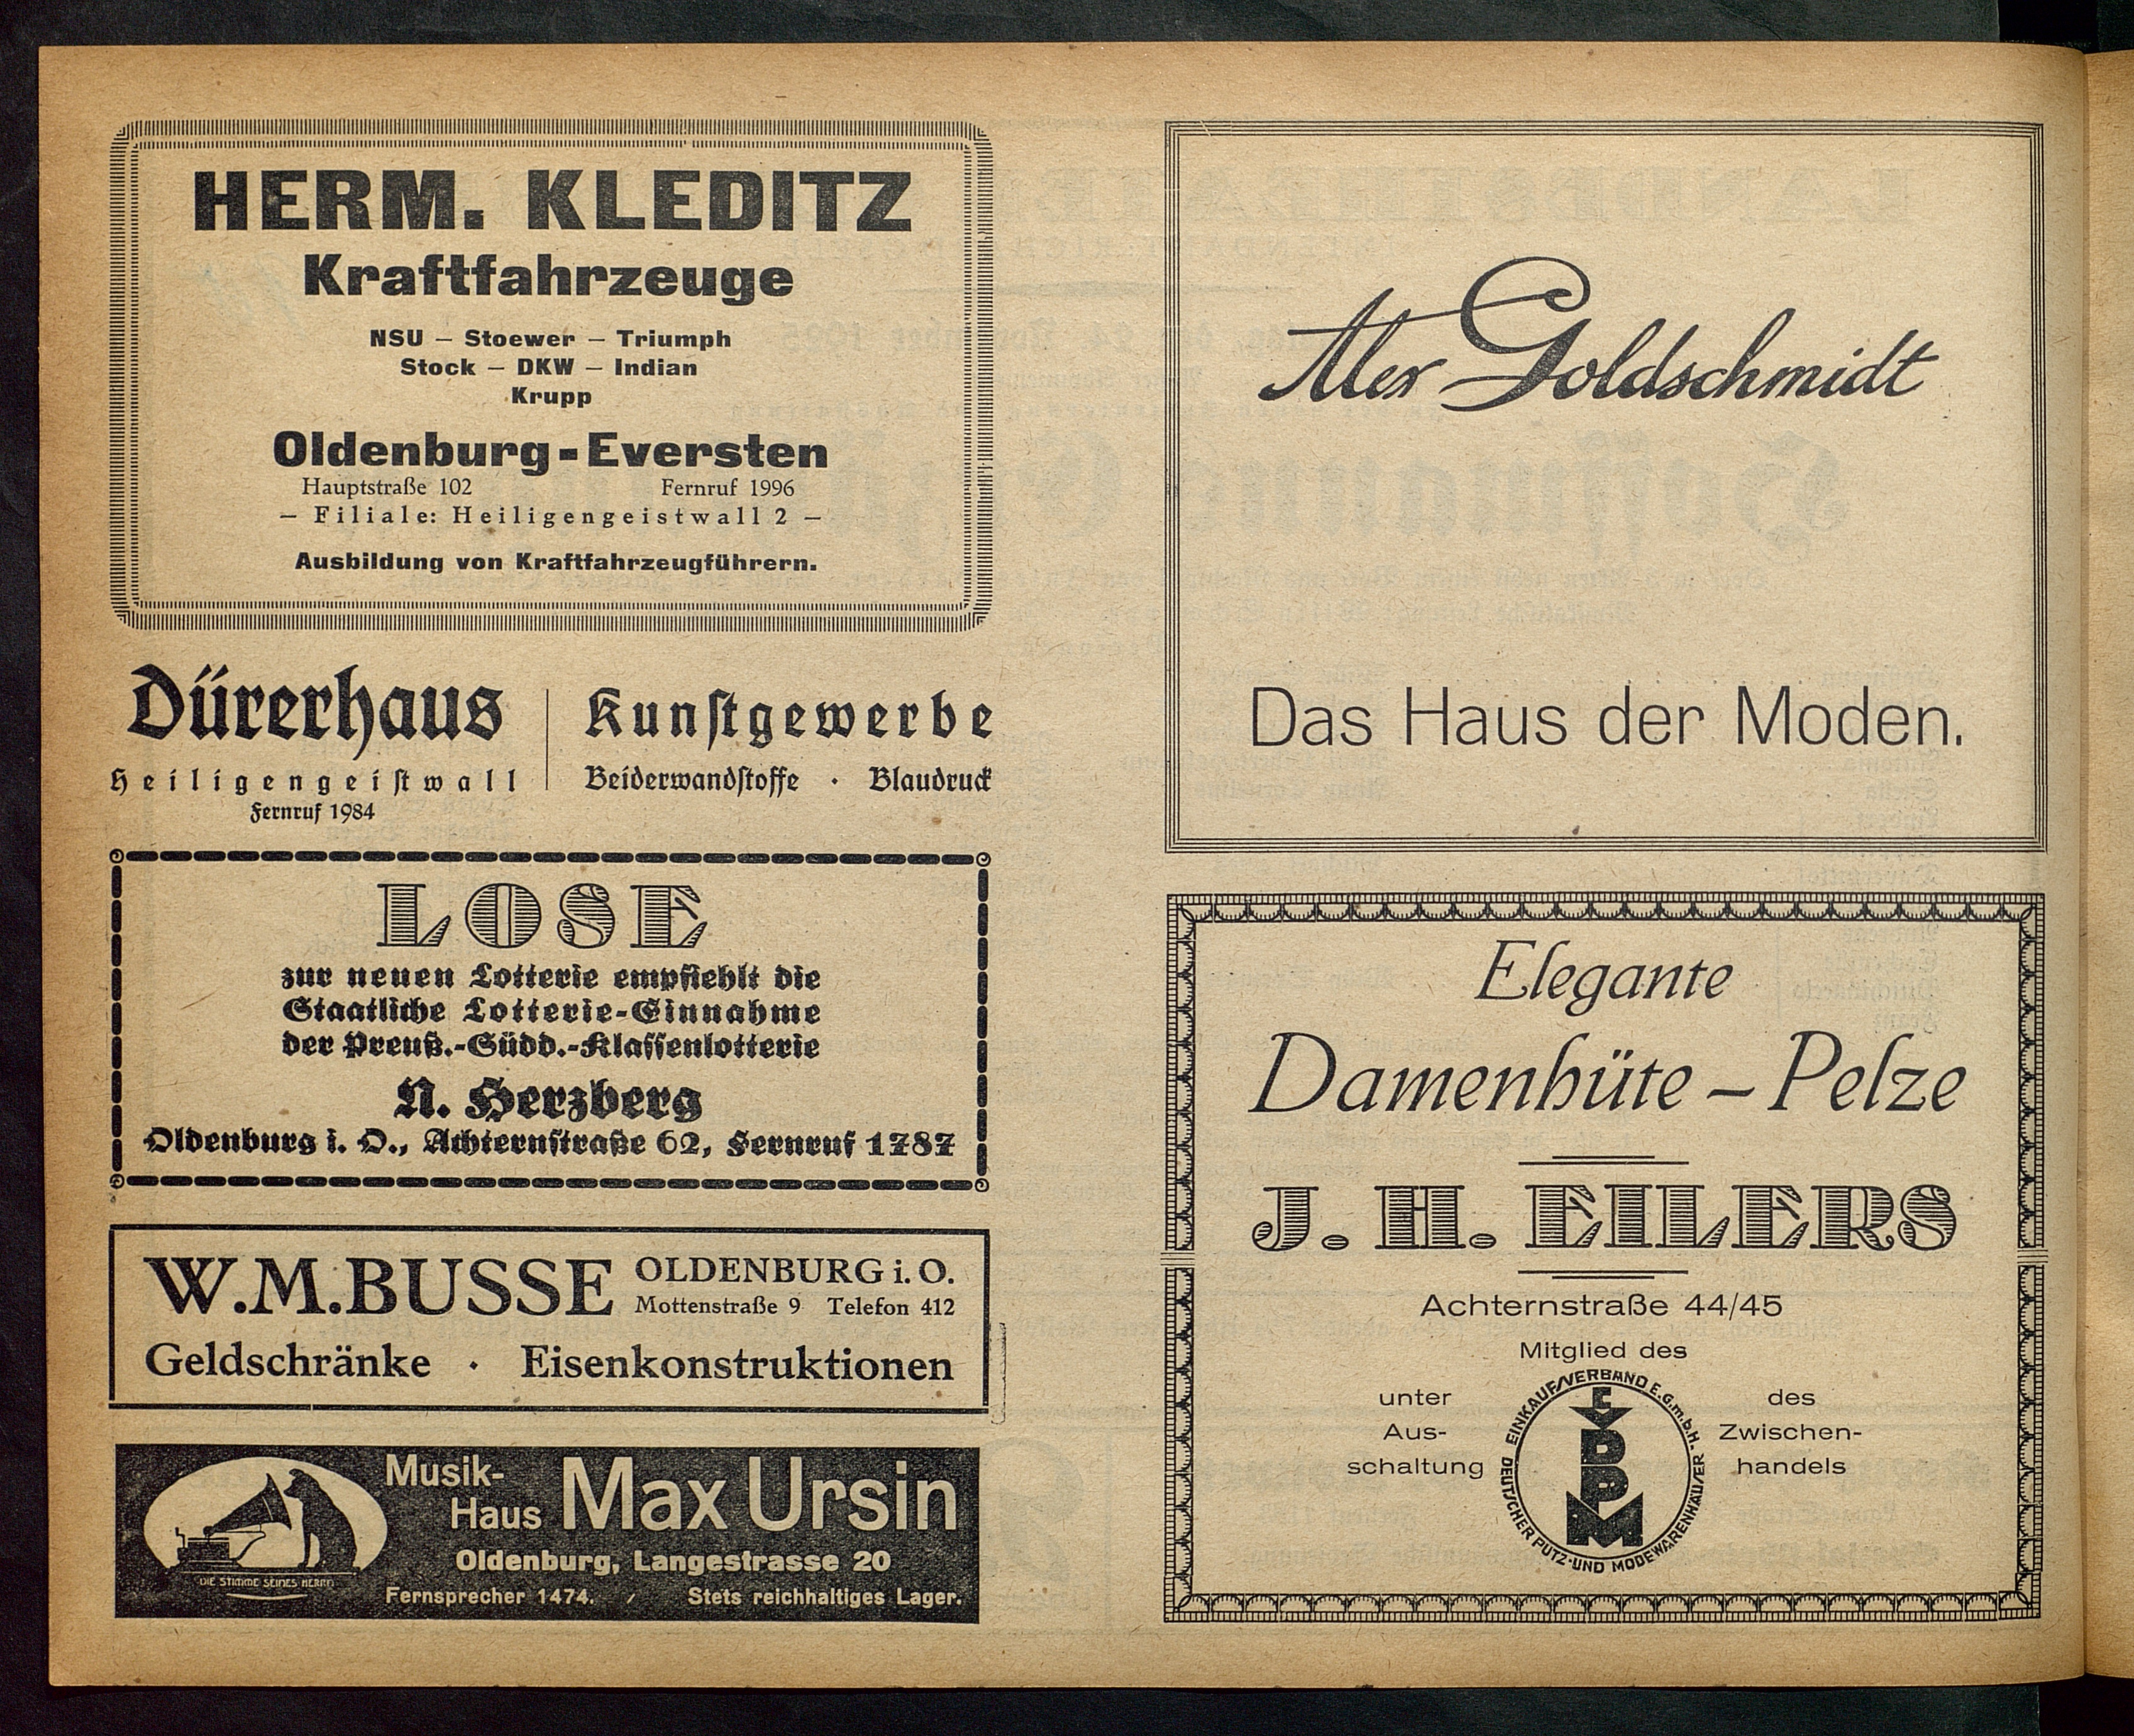 HERM. KLEDITZ
Kraftfahrzeuge
NSU – Stoewer – Triumph
Stock – DKW – Indian
Krupp
Oldenburg-Eversten
Hauptstraße 102 Fernruf 1996
– Filiale: Heiligengeistwall 2 –
Ausbildung von Kraftfahrzeugführern.
Dürerhaus
Heiligengeistwall
Fernruf 1984
Kunstgewerbe
Beiderwandstoffe · Blaudruck
LOSE
zur neuen Lotterie empfiehlt die
Staatliche Lotterie-Einnahme
der Preuß.-Südd.-Klassenlotterie
N. Herzberg
Oldenburg i. O., Achternstraße 62, Fernruf 1787
W.M.BUSSE OLDENBURG i. O.
Mottenstraße 9 Telefon 412
Geldschränke · Eisenkonstruktionen
Musik-
Haus Max Ursin
Oldenburg, Langestrasse 20
Fernsprecher 1474. / Stets reichhaltiges Lager.
DIE STIMME SEINES HERRN
Alex Goldschmidt
Das Haus der Moden.
Elegante
Damenhüte – Pelze
J. H. EILERS
Achternstraße 44/45
Mitglied des
unter
Aus-
schaltung
EINKAUFSVERBAND E.G.m.b.H.
DEUTSCHER PUTZ- UND MODEWARENHÄUSER
EVDPM
des
Zwischen-
handels